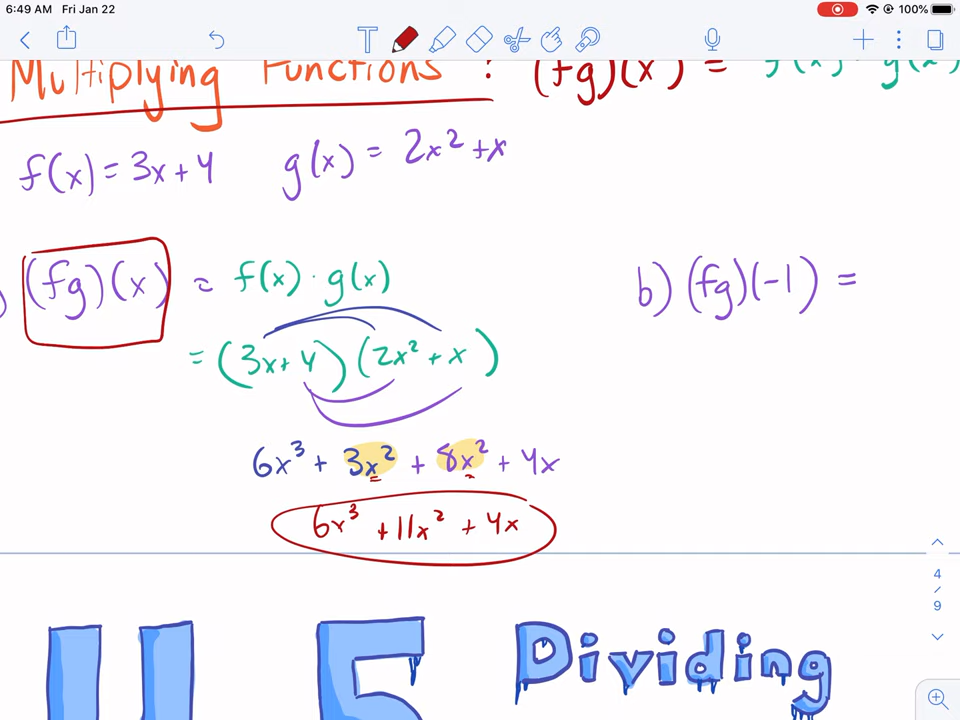 6:49 AM Fri Jan 22 100%
T
Multiplying Functions : (fg)(x) = f(x) · g(x)
f(x) = 3x + 4 g(x) = 2x² + x
(fg)(x) = f(x) · g(x) b) (fg)(-1) =
= (3x + 4)(2x² + x)
6x³ + 3x² + 8x² + 4x
6x³ + 11x² + 4x
4 / 9
Dividing